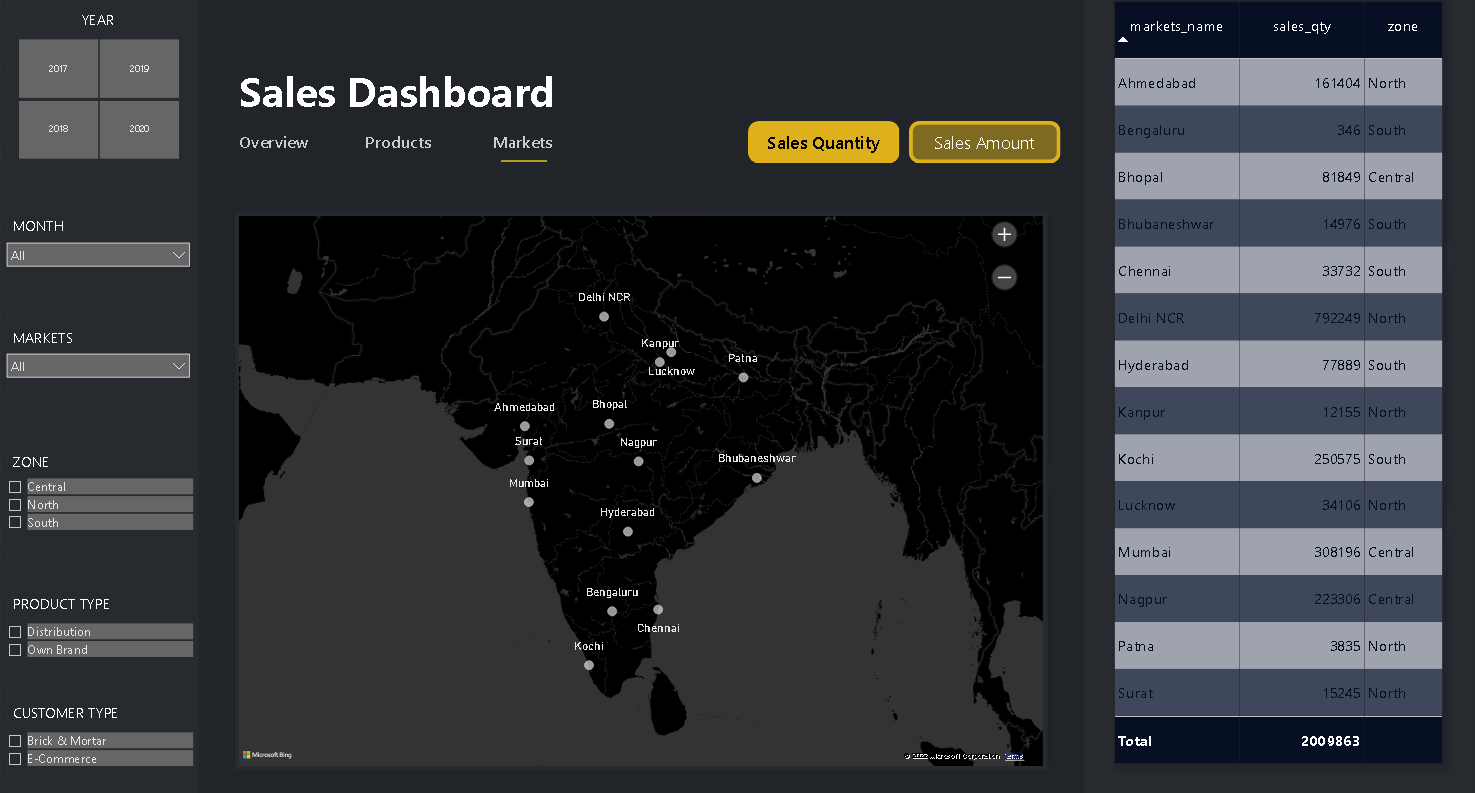 YEAR
2017 2019
2018 2020
MONTH
All
MARKETS
All
ZONE
Central
North
South
PRODUCT TYPE
Distribution
Own Brand
CUSTOMER TYPE
Brick & Mortar
E-Commerce
Sales Dashboard
Overview Products Markets
Sales Quantity Sales Amount
Delhi NCR
Kanpur
Lucknow
Patna
Ahmedabad
Bhopal
Surat
Nagpur
Bhubaneshwar
Mumbai
Hyderabad
Bengaluru
Chennai
Kochi
Microsoft Bing
Microsoft Corporation Terms
markets_name sales_qty zone
Ahmedabad 161404 North
Bengaluru 346 South
Bhopal 81849 Central
Bhubaneshwar 14976 South
Chennai 33732 South
Delhi NCR 792249 North
Hyderabad 77889 South
Kanpur 12155 North
Kochi 250575 South
Lucknow 34106 North
Mumbai 308196 Central
Nagpur 223306 Central
Patna 3835 North
Surat 15245 North
Total 2009863